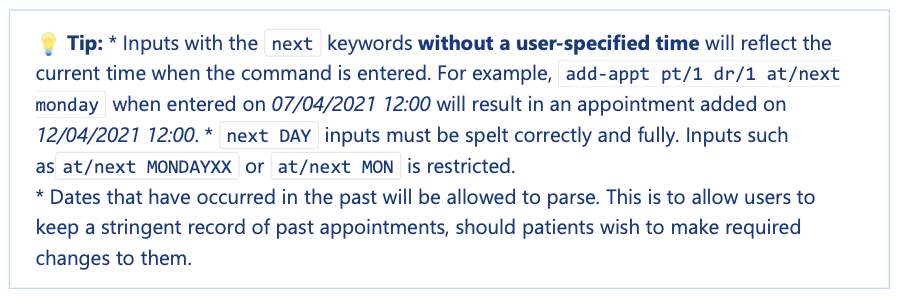 💡 Tip: * Inputs with the next keywords without a user-specified time will reflect the
current time when the command is entered. For example, add-appt pt/1 dr/1 at/next
monday when entered on 07/04/2021 12:00 will result in an appointment added on
12/04/2021 12:00. * next DAY inputs must be spelt correctly and fully. Inputs such
as at/next MONDAYXX or at/next MON is restricted.
* Dates that have occurred in the past will be allowed to parse. This is to allow users to
keep a stringent record of past appointments, should patients wish to make required
changes to them.